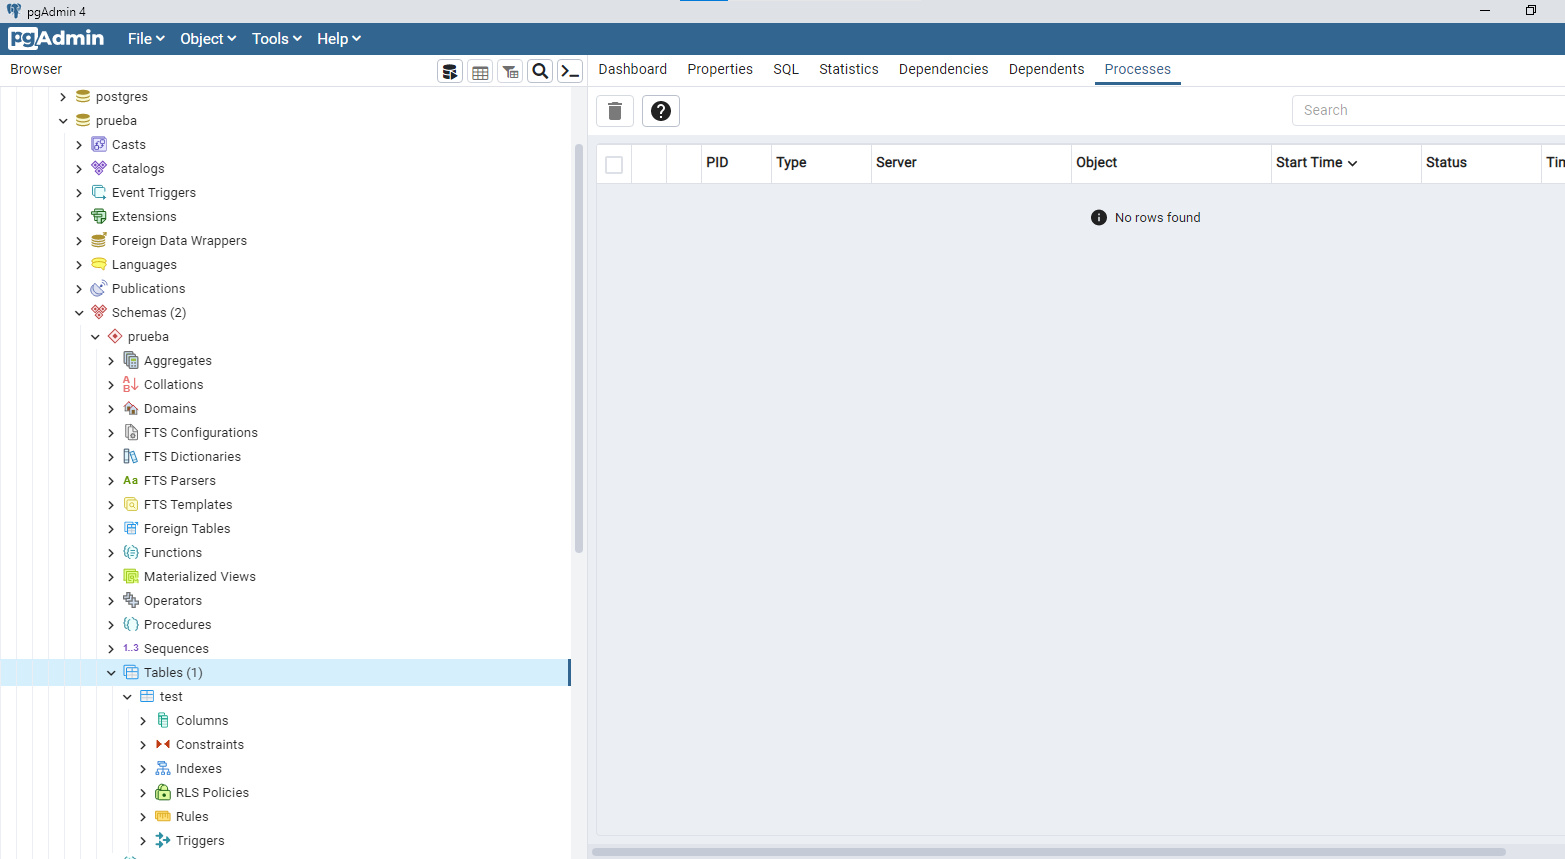 pgAdmin 4
pgAdmin File Object Tools Help
Browser
Dashboard Properties SQL Statistics Dependencies Dependents Processes
postgres
prueba
Casts
Catalogs
Event Triggers
Extensions
Foreign Data Wrappers
Languages
Publications
Schemas (2)
prueba
Aggregates
Collations
Domains
FTS Configurations
FTS Dictionaries
Aa FTS Parsers
FTS Templates
Foreign Tables
Functions
Materialized Views
Operators
Procedures
1..3 Sequences
Tables (1)
test
Columns
Constraints
Indexes
RLS Policies
Rules
Triggers
Search
PID Type Server Object Start Time Status Tim
No rows found